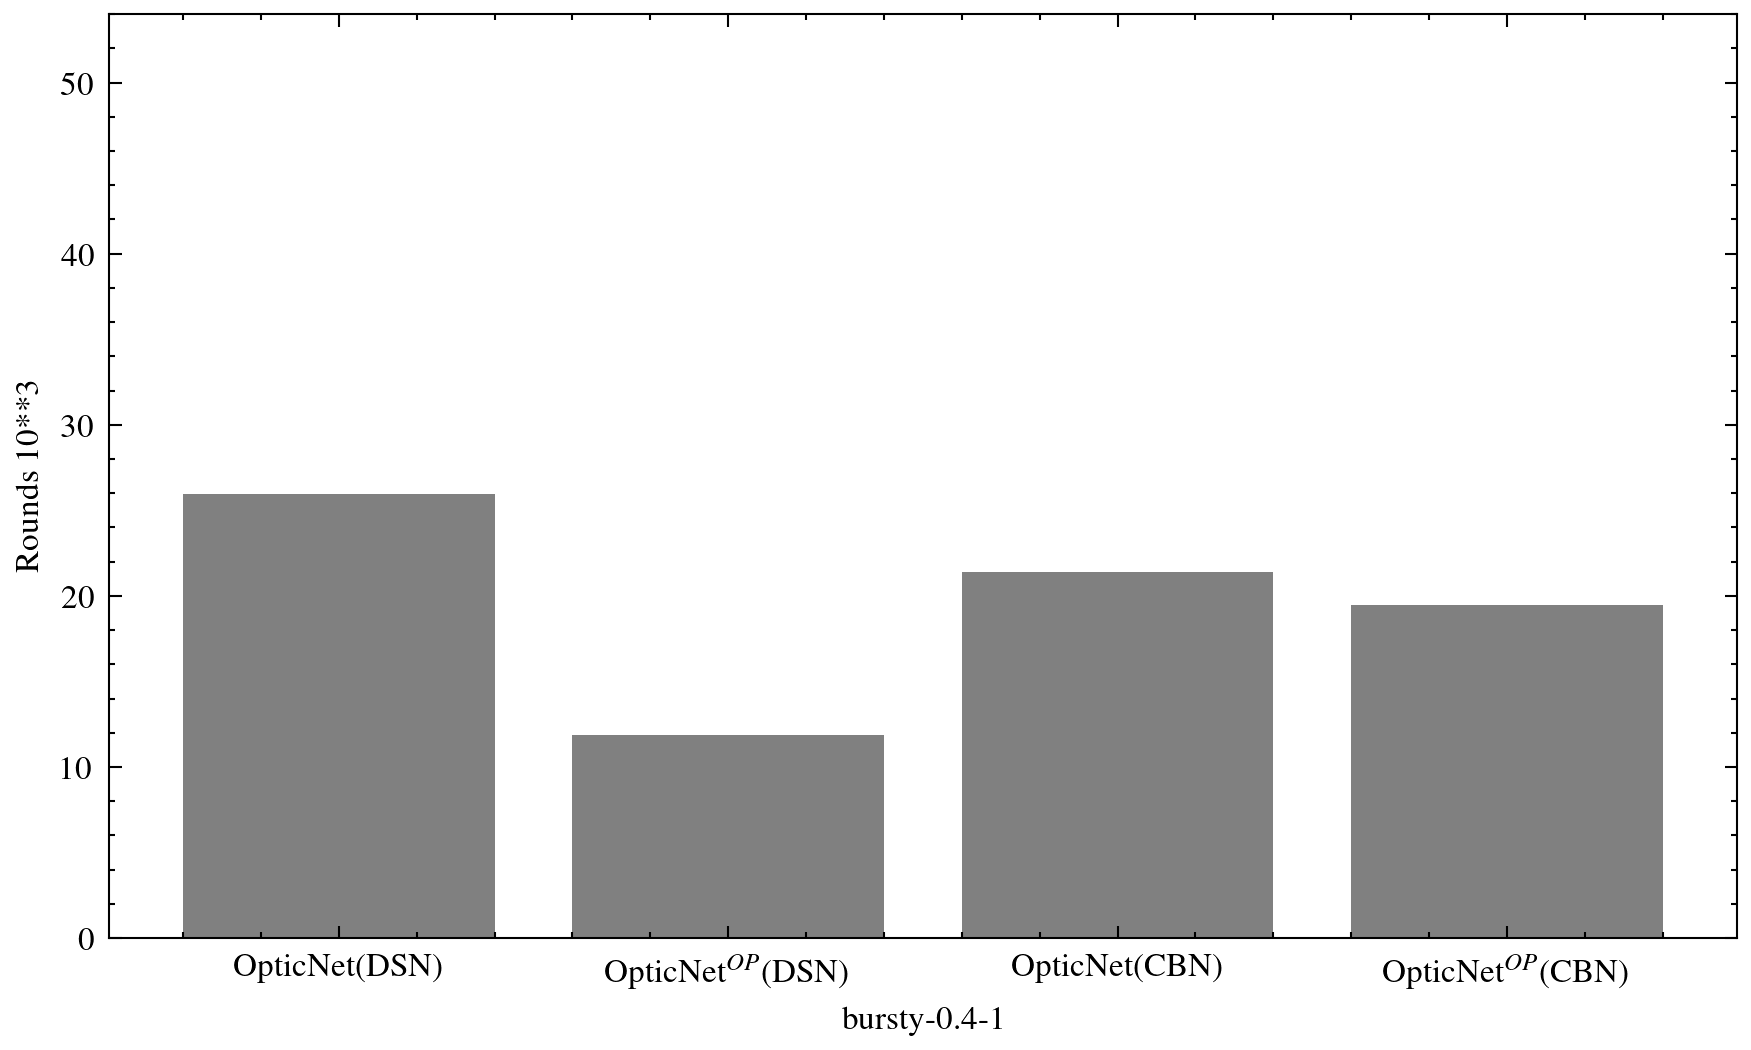 50
40
30
20
10
0
Rounds 10**3
OpticNet(DSN)
OpticNet^OP(DSN)
OpticNet(CBN)
OpticNet^OP(CBN)
bursty-0.4-1